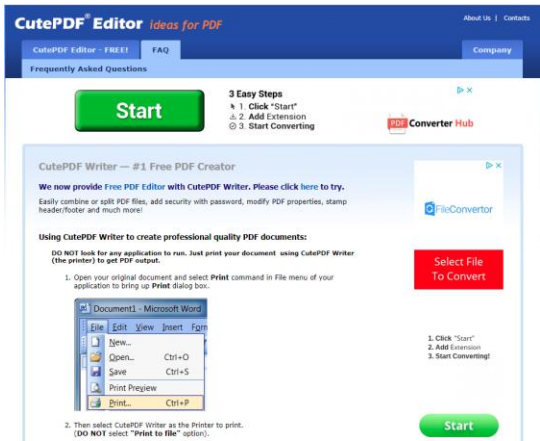 CutePDF® Editor ideas for PDF
About Us | Contacts
CutePDF Editor - FREE!
FAQ
Company
Frequently Asked Questions
Start
3 Easy Steps
1. Click "Start"
2. Add Extension
3. Start Converting
PDF Converter Hub
CutePDF Writer — #1 Free PDF Creator
We now provide Free PDF Editor with CutePDF Writer. Please click here to try.
Easily combine or split PDF files, add security with password, modify PDF properties, stamp
header/footer and much more!
Using CutePDF Writer to create professional quality PDF documents:
DO NOT look for any application to run. Just print your document using CutePDF Writer
(the printer) to get PDF output.
1. Open your original document and select Print command in File menu of your
application to bring up Print dialog box.
Document1 - Microsoft Word
File Edit View Insert Form
New...
Open... Ctrl+O
Save Ctrl+S
Print Preview
Print... Ctrl+P
2. Then select CutePDF Writer as the Printer to print.
(DO NOT select "Print to file" option).
FileConvertor
Select File
To Convert
1. Click "Start"
2. Add Extension
3. Start Converting!
Start